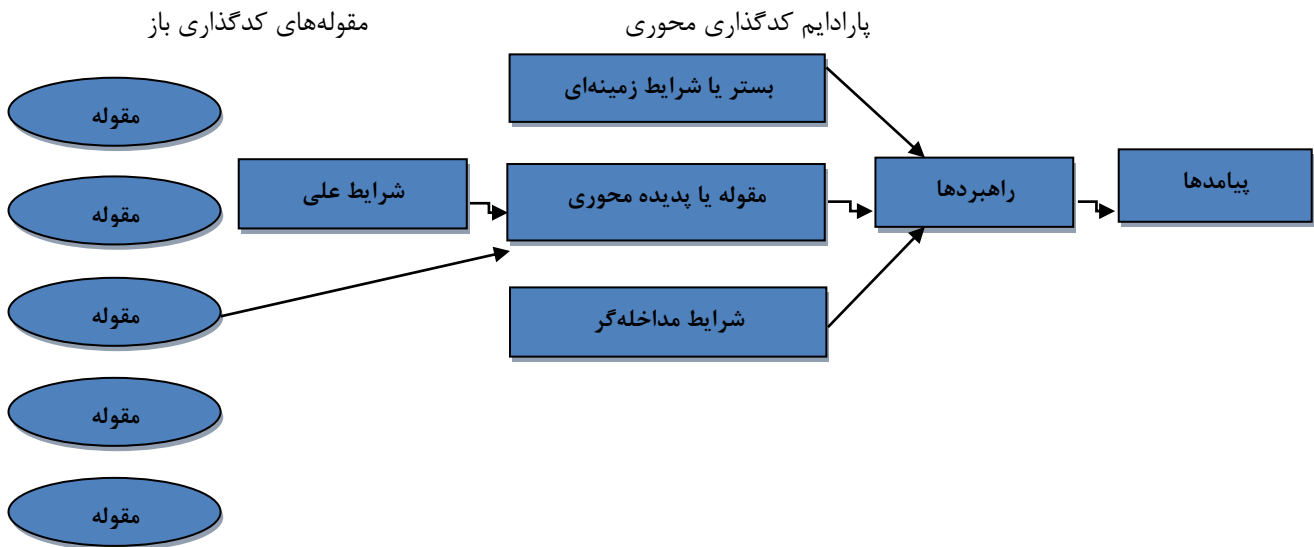 مقوله‌های کدگذاری باز
پارادایم کدگذاری محوری
مقوله
مقوله
مقوله
مقوله
مقوله
شرایط علی
بستر یا شرایط زمینه‌ای
مقوله یا پدیده محوری
شرایط مداخله‌گر
راهبردها
پیامدها